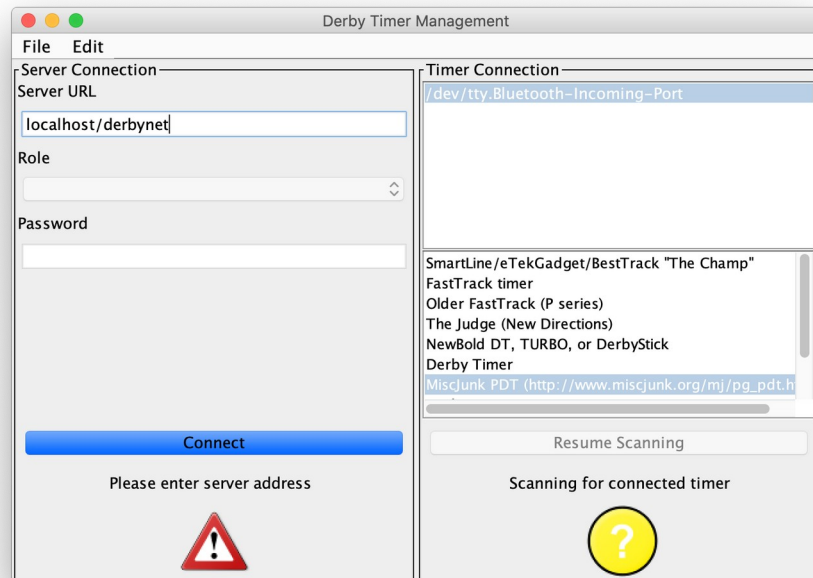 Derby Timer Management
File Edit
Server Connection
Server URL
localhost/derbynet
Role
Password
Connect
Please enter server address
Timer Connection
/dev/tty.Bluetooth-Incoming-Port
SmartLine/eTekGadget/BestTrack "The Champ"
FastTrack timer
Older FastTrack (P series)
The Judge (New Directions)
NewBold DT, TURBO, or DerbyStick
Derby Timer
MiscJunk PDT (http://www.miscjunk.org/mj/pg_pdt.h
Resume Scanning
Scanning for connected timer
?